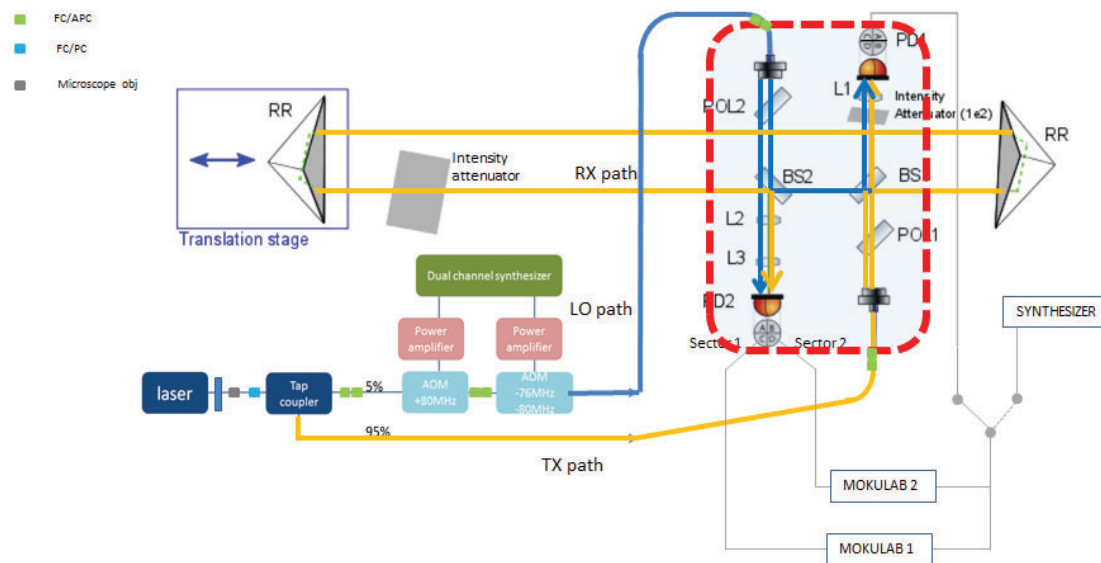 FC/APC
FC/PC
Microscope obj
RR
Translation stage
Intensity
attenuator
RX path
POL2
PD1
L1
Intensity
Attenuator (1e2)
RR
BS2
BS
L2
L3
PD2
A B
C D
Sector 1
Sector 2
Dual channel synthesizer
Power
amplifier
Power
amplifier
LO path
laser
Tap
coupler
5%
AOM
+80MHz
AOM
-76MHz
-80MHz
95%
TX path
SYNTHESIZER
MOKULAB 2
MOKULAB 1